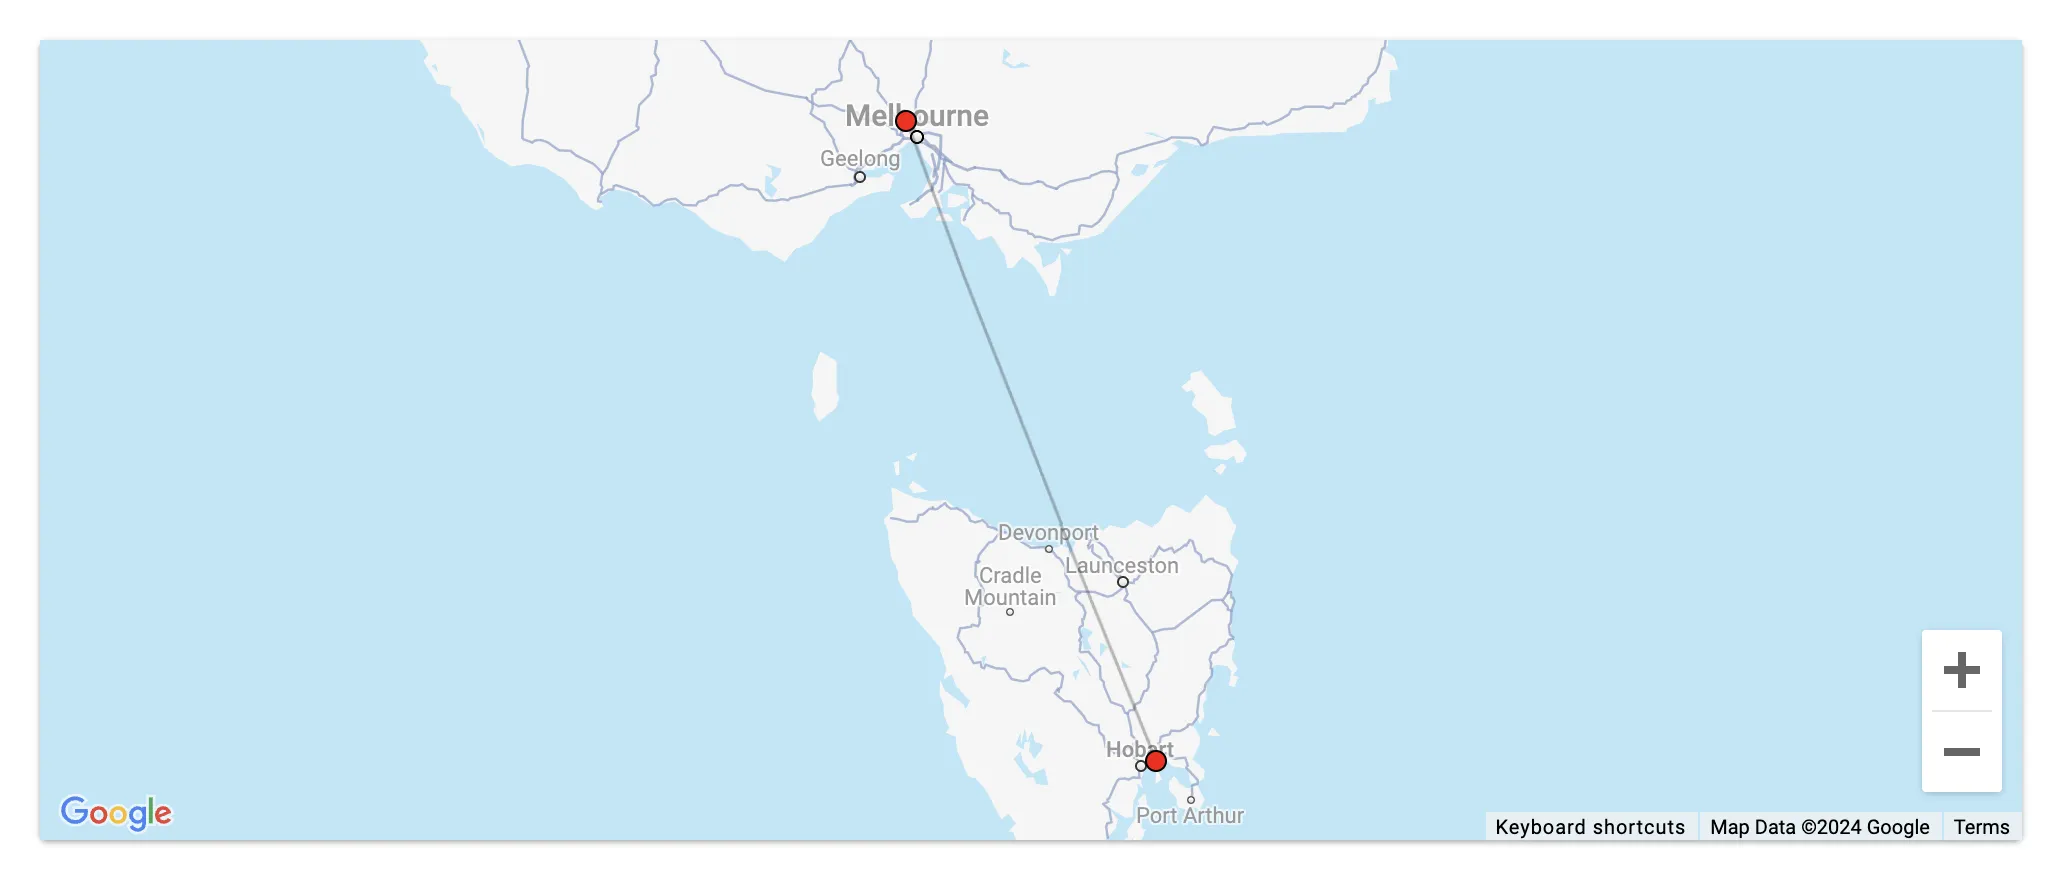 Melbourne
Geelong
Devonport
Launceston
Cradle
Mountain
Hobart
Port Arthur
Google
Keyboard shortcuts
Map Data ©2024 Google
Terms